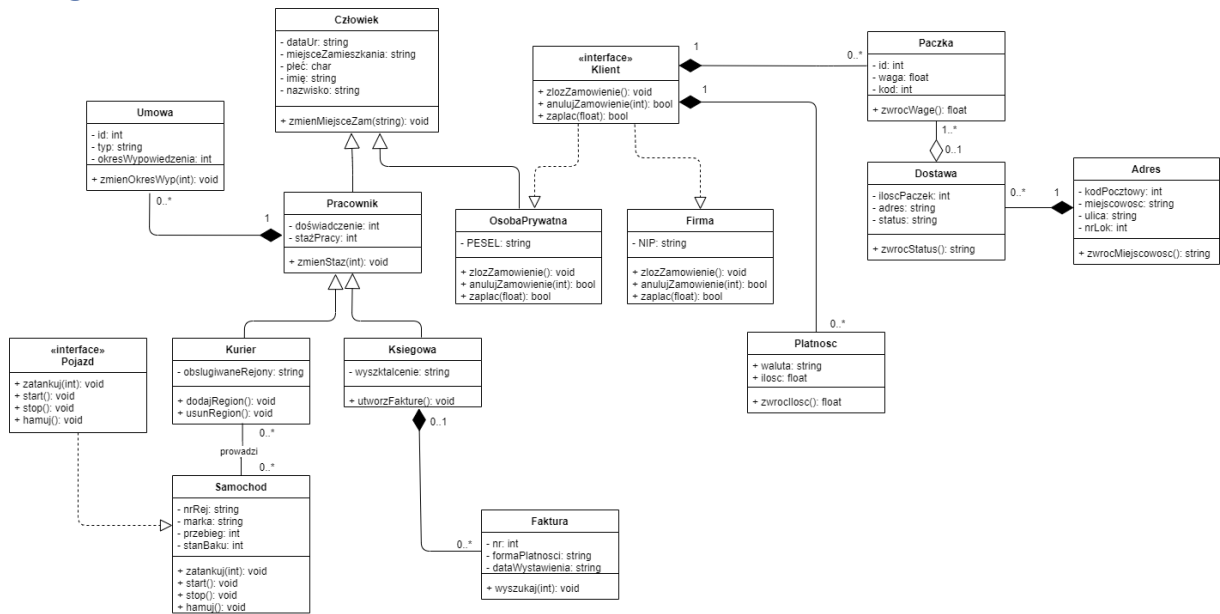 Człowiek
- dataUr: string
- miejsceZamieszkania: string
- płeć: char
- imię: string
- nazwisko: string
+ zmienMiejsceZam(string): void
«interface»
Klient
+ zlozZamowienie(): void
+ anulujZamowienie(int): bool
+ zaplac(float): bool
1
0..*
1
Paczka
- id: int
- waga: float
- kod: int
+ zwrocWage(): float
1..*
0..1
Umowa
- id: int
- typ: string
- okresWypowiedzenia: int
+ zmienOkresWyp(int): void
0..*
1
Pracownik
- doświadczenie: int
- stażPracy: int
+ zmienStaz(int): void
OsobaPrywatna
- PESEL: string
+ zlozZamowienie(): void
+ anulujZamowienie(int): bool
+ zaplac(float): bool
Firma
- NIP: string
+ zlozZamowienie(): void
+ anulujZamowienie(int): bool
+ zaplac(float): bool
Dostawa
- iloscPaczek: int
- adres: string
- status: string
+ zwrocStatus(): string
0..*
1
Adres
- kodPocztowy: int
- miejscowosc: string
- ulica: string
- nrLok: int
+ zwrocMiejscowosc(): string
«interface»
Pojazd
+ zatankuj(int): void
+ start(): void
+ stop(): void
+ hamuj(): void
Kurier
- obslugiwaneRejony: string
+ dodajRegion(): void
+ usunRegion(): void
0..*
prowadzi
0..*
Ksiegowa
- wysztalcenie: string
+ utworzFakture(): void
0..1
0..*
0..*
Platnosc
+ waluta: string
+ ilosc: float
+ zwrocIlosc(): float
Samochod
- nrRej: string
- marka: string
- przebieg: int
- stanBaku: int
+ zatankuj(int): void
+ start(): void
+ stop(): void
+ hamuj(): void
Faktura
- nr: int
- formaPlatnosci: string
- dataWystawienia: string
+ wyszukaj(int): void